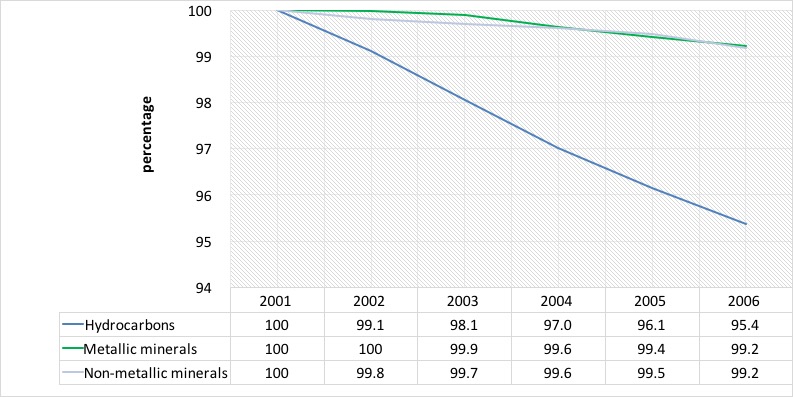 100
99
98
97
96
95
94
percentage
2001 2002 2003 2004 2005 2006
Hydrocarbons 100 99.1 98.1 97.0 96.1 95.4
Metallic minerals 100 100 99.9 99.6 99.4 99.2
Non-metallic minerals 100 99.8 99.7 99.6 99.5 99.2